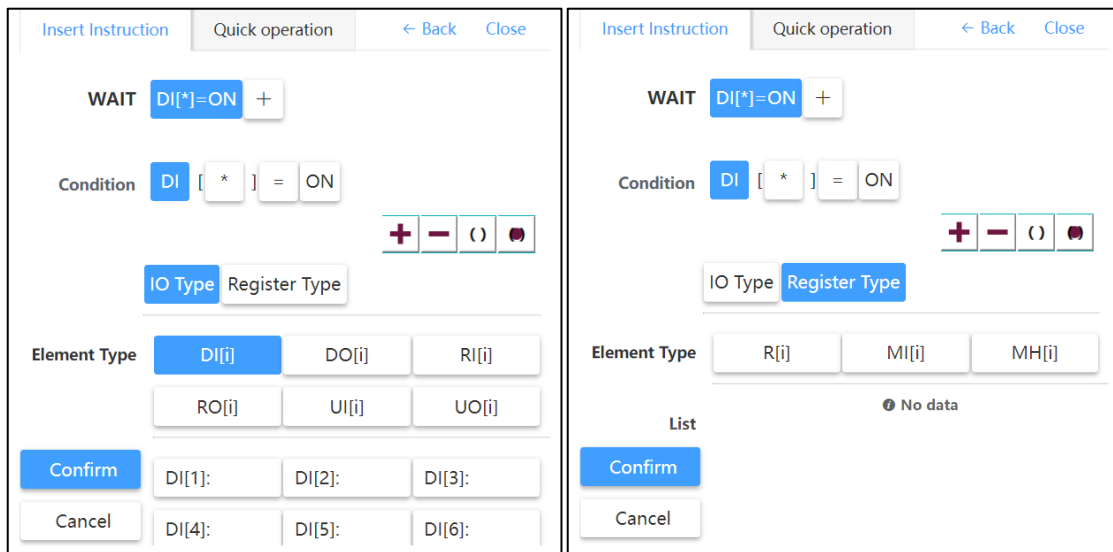 Insert Instruction Quick operation ← Back Close
WAIT DI[*]=ON +
Condition DI [ * ] = ON
+ − ( ) (●)
IO Type Register Type
Element Type DI[i] DO[i] RI[i]
RO[i] UI[i] UO[i]
Confirm DI[1]: DI[2]: DI[3]:
Cancel DI[4]: DI[5]: DI[6]:
Insert Instruction Quick operation ← Back Close
WAIT DI[*]=ON +
Condition DI [ * ] = ON
+ − ( ) (●)
IO Type Register Type
Element Type R[i] MI[i] MH[i]
No data
List
Confirm
Cancel